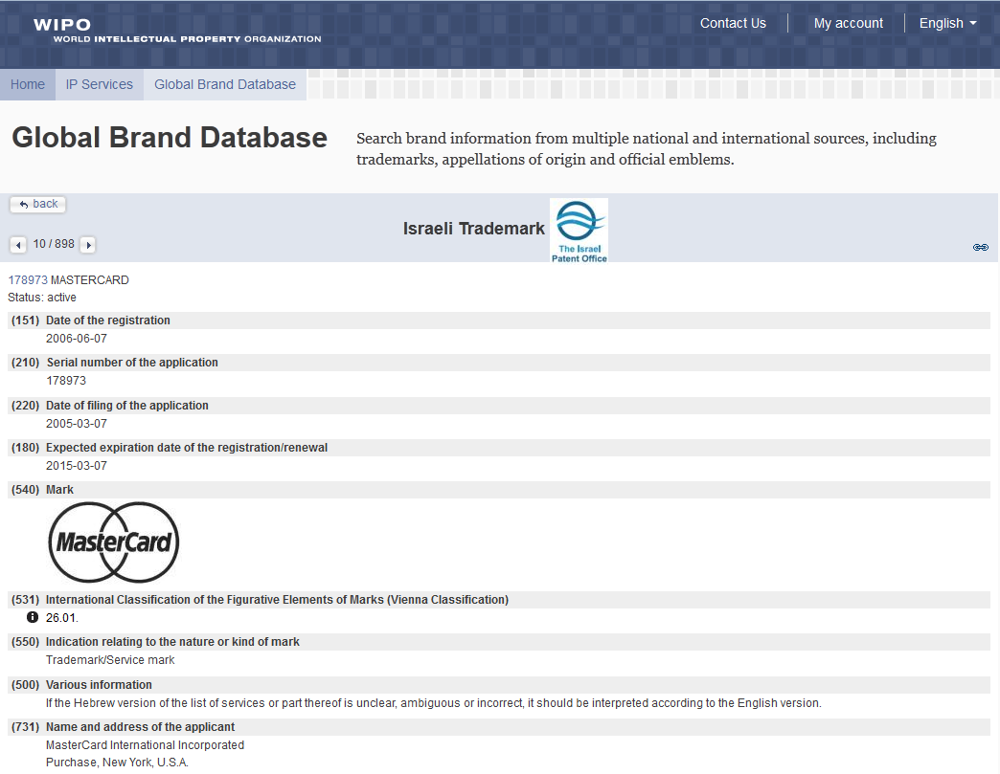 WIPO
WORLD INTELLECTUAL PROPERTY ORGANIZATION
Contact Us
My account
English
Home
IP Services
Global Brand Database
Global Brand Database
Search brand information from multiple national and international sources, including
trademarks, appellations of origin and official emblems.
back
10 / 898
Israeli Trademark
The Israel
Patent Office
178973 MASTERCARD
Status: active
(151) Date of the registration
2006-06-07
(210) Serial number of the application
178973
(220) Date of filing of the application
2005-03-07
(180) Expected expiration date of the registration/renewal
2015-03-07
(540) Mark
MasterCard
(531) International Classification of the Figurative Elements of Marks (Vienna Classification)
26.01.
(550) Indication relating to the nature or kind of mark
Trademark/Service mark
(500) Various information
If the Hebrew version of the list of services or part thereof is unclear, ambiguous or incorrect, it should be interpreted according to the English version.
(731) Name and address of the applicant
MasterCard International Incorporated
Purchase, New York, U.S.A.